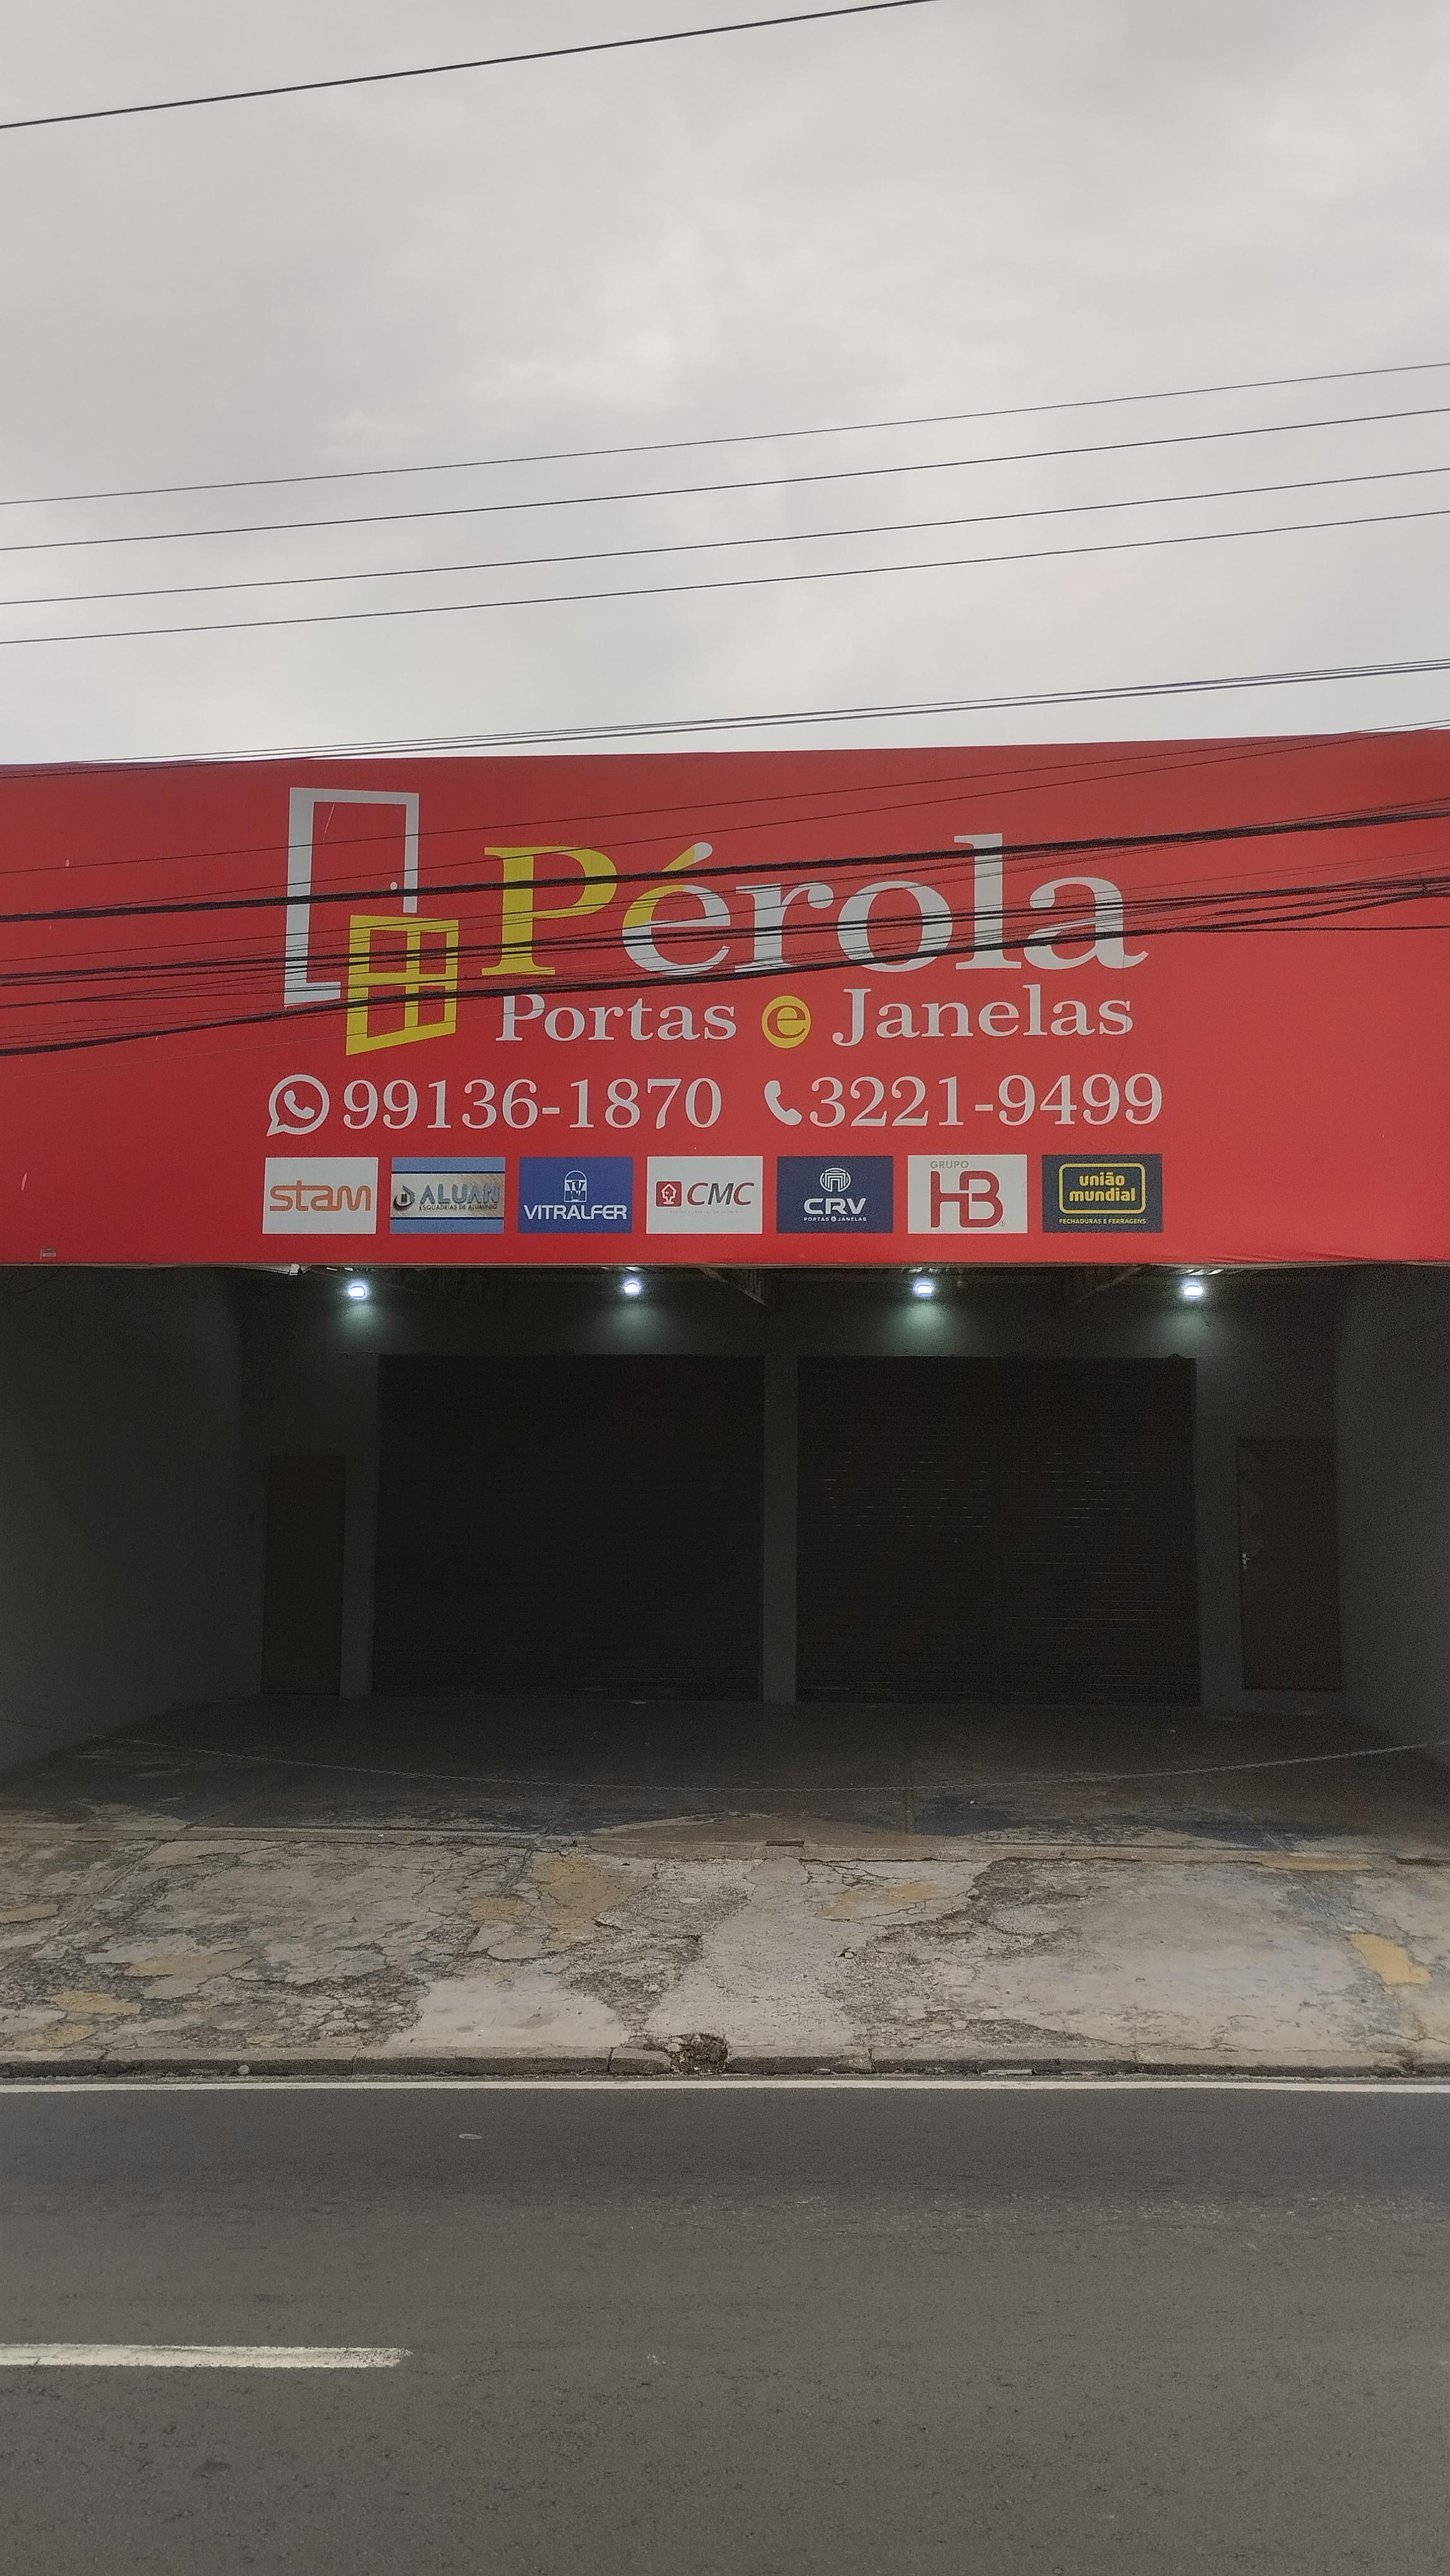 Pérola
Portas e Janelas
99136-1870 3221-9499
stam
ALUAN
ESQUADRIAS DE ALUMÍNIO
VITRALFER
CMC
CRV
PORTAS e JANELAS
GRUPO
HB
união
mundial
FECHADURAS E FERRAGENS